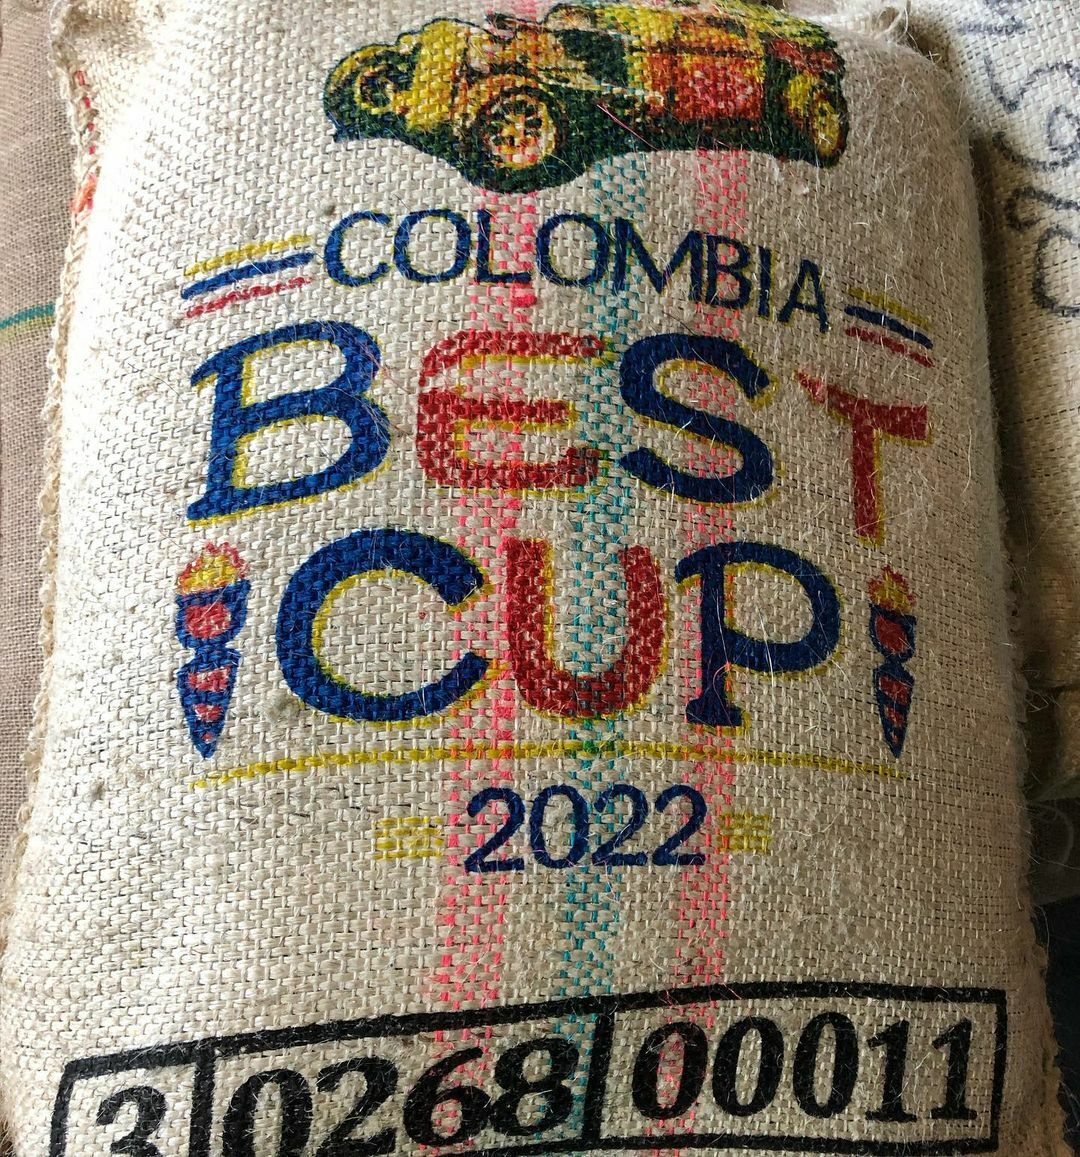 COLOMBIA
BEST
CUP
2022
3 0268 00011